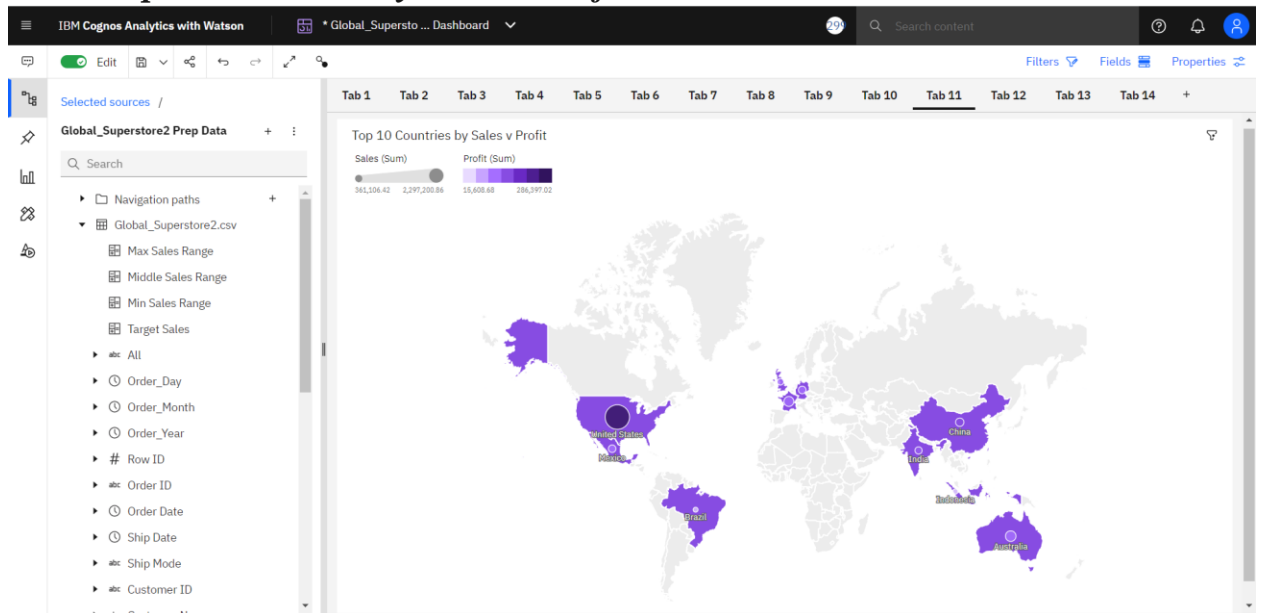 IBM Cognos Analytics with Watson
* Global_Supersto ... Dashboard
Search content
Edit
Filters
Fields
Properties
Selected sources /
Global_Superstore2 Prep Data
Search
Navigation paths
Global_Superstore2.csv
Max Sales Range
Middle Sales Range
Min Sales Range
Target Sales
abc All
Order_Day
Order_Month
Order_Year
# Row ID
abc Order ID
Order Date
Ship Date
abc Ship Mode
abc Customer ID
Tab 1 Tab 2 Tab 3 Tab 4 Tab 5 Tab 6 Tab 7 Tab 8 Tab 9 Tab 10 Tab 11 Tab 12 Tab 13 Tab 14 +
Top 10 Countries by Sales v Profit
Sales (Sum) Profit (Sum)
361,106.42 2,297,200.86 15,608.68 286,397.02
United States
Mexico
Brazil
China
India
Indonesia
Australia